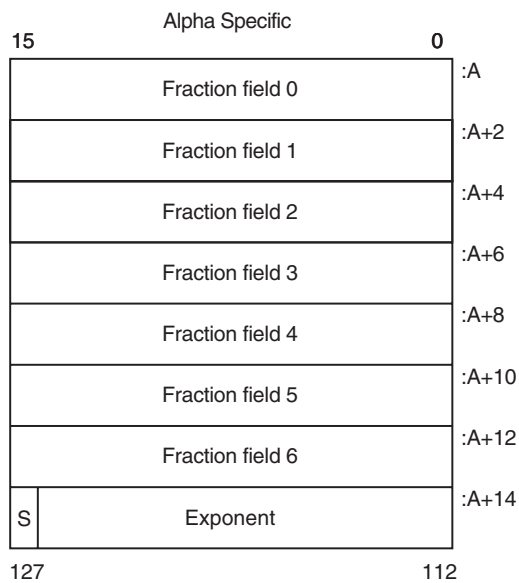 Alpha Specific
15 0
:A
Fraction field 0
:A+2
Fraction field 1
:A+4
Fraction field 2
:A+6
Fraction field 3
:A+8
Fraction field 4
:A+10
Fraction field 5
:A+12
Fraction field 6
:A+14
S Exponent
127 112